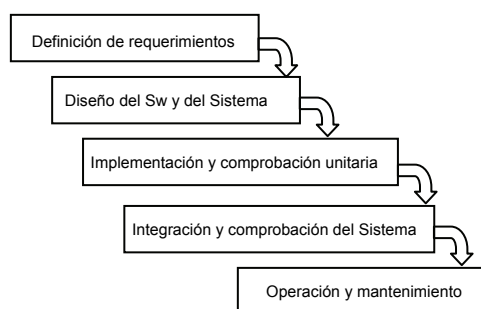 Definición de requerimientos
Diseño del Sw y del Sistema
Implementación y comprobación unitaria
Integración y comprobación del Sistema
Operación y mantenimiento